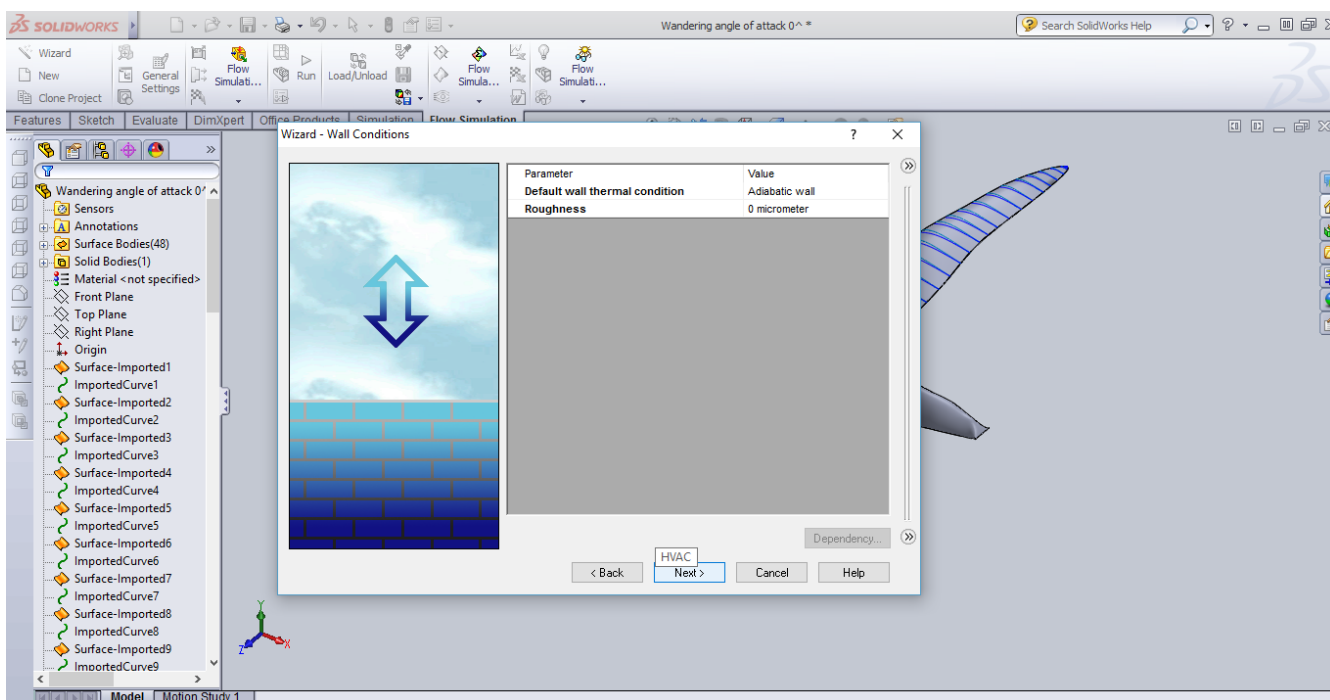 SOLIDWORKS
Wandering angle of attack 0^ *
Search SolidWorks Help
?
Wizard
New
Clone Project
General Settings
Flow Simulati...
Run
Load/Unload
Flow Simula...
Flow Simulati...
Features
Sketch
Evaluate
DimXpert
Office Products
Simulation
Flow Simulation
Wizard - Wall Conditions
?
Parameter
Value
Default wall thermal condition
Adiabatic wall
Roughness
0 micrometer
Dependency...
HVAC
< Back
Next >
Cancel
Help
Wandering angle of attack 0^
Sensors
Annotations
Surface Bodies(48)
Solid Bodies(1)
Material <not specified>
Front Plane
Top Plane
Right Plane
Origin
Surface-Imported1
ImportedCurve1
Surface-Imported2
ImportedCurve2
Surface-Imported3
ImportedCurve3
Surface-Imported4
ImportedCurve4
Surface-Imported5
ImportedCurve5
Surface-Imported6
ImportedCurve6
Surface-Imported7
ImportedCurve7
Surface-Imported8
ImportedCurve8
Surface-Imported9
ImportedCurve9
Y
Z
X
Model
Motion Study 1